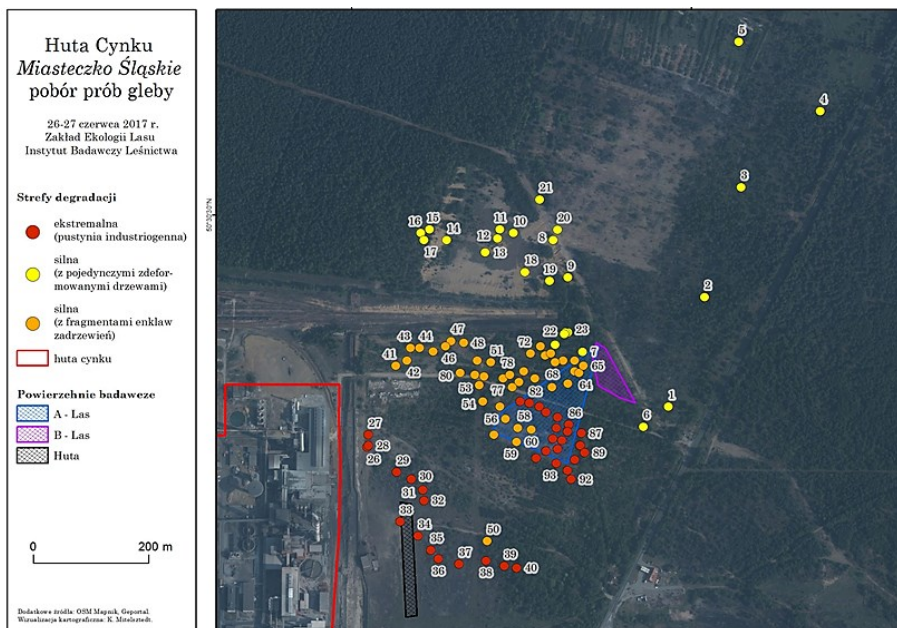 Huta Cynku
Miasteczko Śląskie
pobór prób gleby
26-27 czerwca 2017 r.
Zakład Ekologii Lasu
Instytut Badawczy Leśnictwa
Strefy degradacji
ekstremalna
(pustynia industriogenna)
silna
(z pojedynczymi zdefor-
mowanymi drzewami)
silna
(z fragmentami enklaw
zadrzewień)
huta cynku
Powierzchnie badawcze
A - Las
B - Las
Huta
0 200 m
Dodatkowe źródła: OSM Mapnik, Geoportal.
Wizualizacja kartograficzna: K. Mitelsztedt.
5
4
3
21
16 15 11 10 20
14 12 8
17 13
18 19 9
2
22 23
43 44 47 72
46 48 51 7
41 42 78 65
80 68
53 77 82 64
54 1
56 58 86 6
27 87
28 59 60 89
26
29 93 92
30
31 32
33
34 50
35
36 37 38 39 40